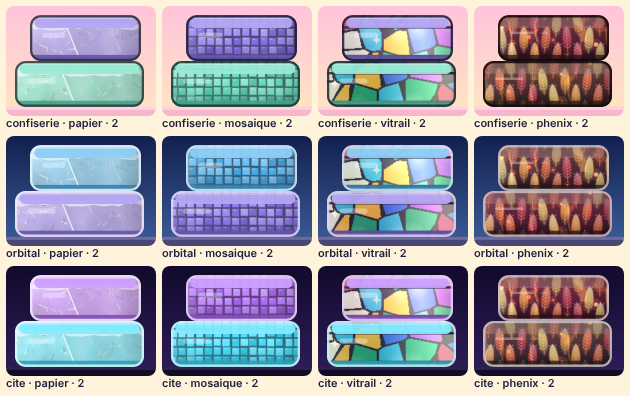 confiserie · papier · 2
confiserie · mosaique · 2
confiserie · vitrail · 2
confiserie · phenix · 2
orbital · papier · 2
orbital · mosaique · 2
orbital · vitrail · 2
orbital · phenix · 2
cite · papier · 2
cite · mosaique · 2
cite · vitrail · 2
cite · phenix · 2